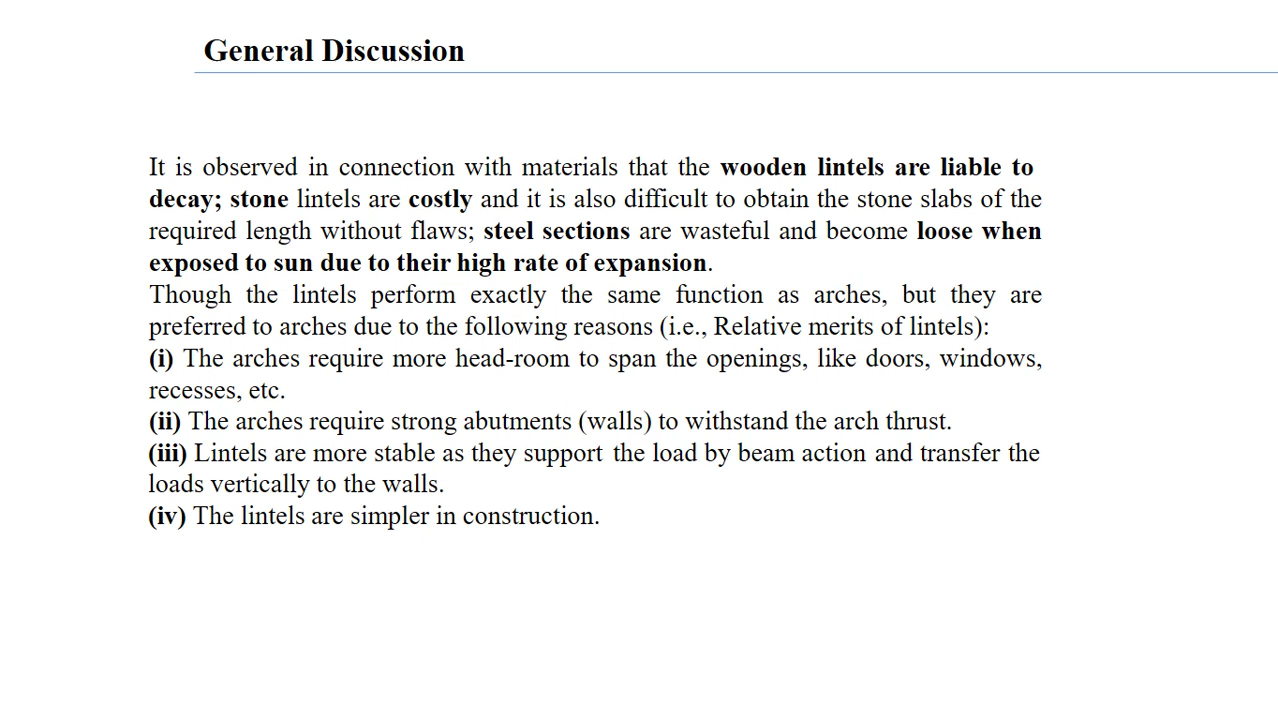 General Discussion
It is observed in connection with materials that the wooden lintels are liable to
decay; stone lintels are costly and it is also difficult to obtain the stone slabs of the
required length without flaws; steel sections are wasteful and become loose when
exposed to sun due to their high rate of expansion.
Though the lintels perform exactly the same function as arches, but they are
preferred to arches due to the following reasons (i.e., Relative merits of lintels):
(i) The arches require more head-room to span the openings, like doors, windows,
recesses, etc.
(ii) The arches require strong abutments (walls) to withstand the arch thrust.
(iii) Lintels are more stable as they support the load by beam action and transfer the
loads vertically to the walls.
(iv) The lintels are simpler in construction.